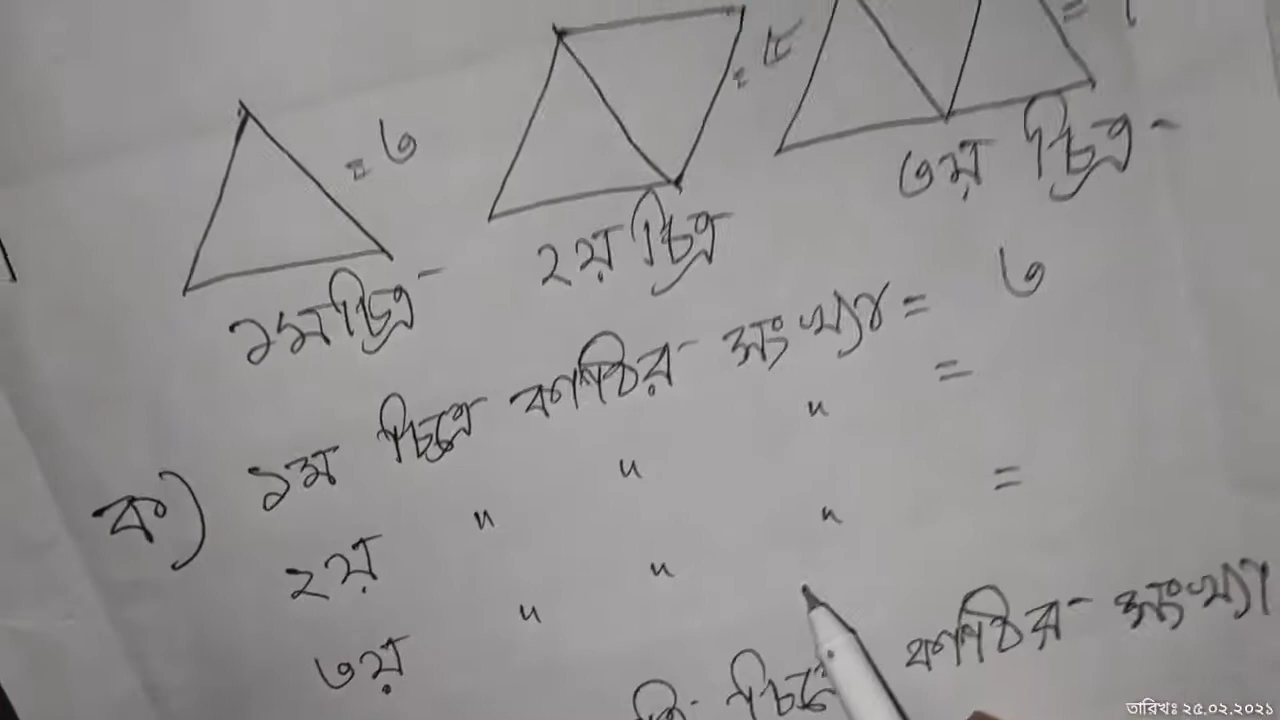 = ৩
= ৫
=
১ম চিত্র
২য় চিত্র
৩য় চিত্র
ক) ১ম চিত্রে কাঠির সংখ্যা = ৩
২য় " " " =
৩য় " " " =
চিত্রে কাঠির সংখ্যা
তারিখঃ ২৫.০২.২০২১